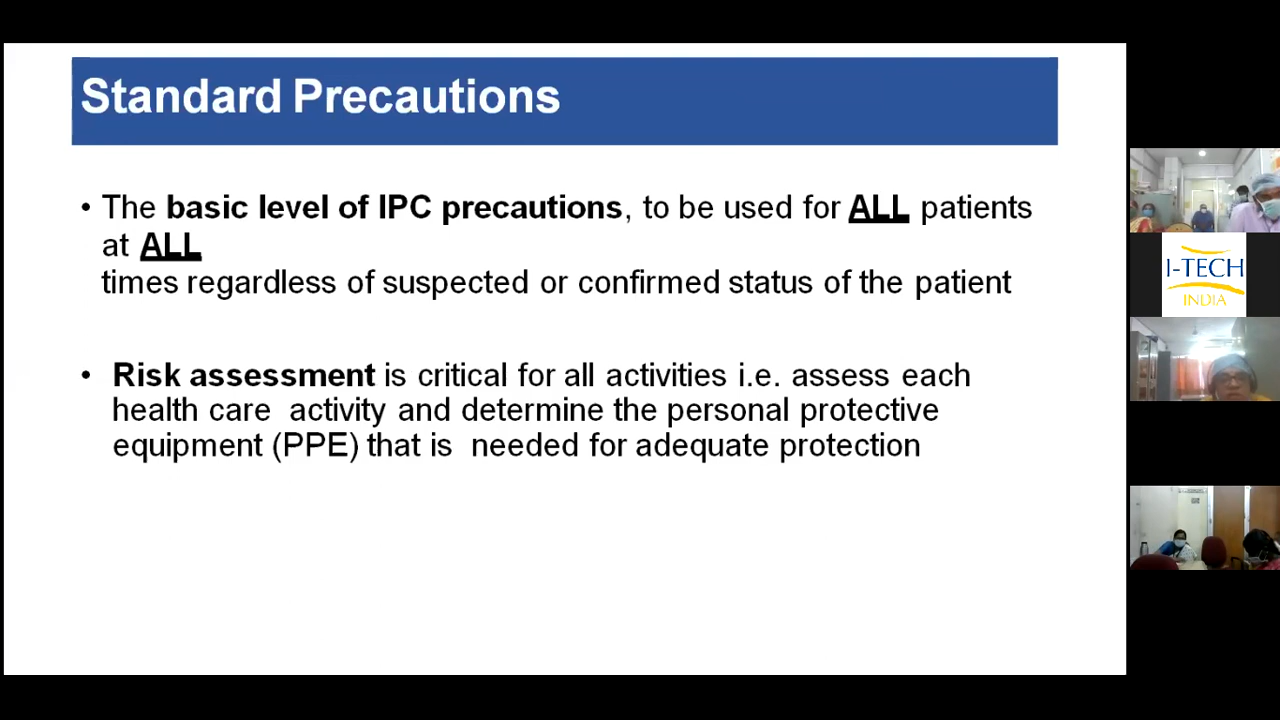 Standard Precautions
• The basic level of IPC precautions, to be used for ALL patients
at ALL
times regardless of suspected or confirmed status of the patient
• Risk assessment is critical for all activities i.e. assess each
health care activity and determine the personal protective
equipment (PPE) that is needed for adequate protection
I-TECH
INDIA